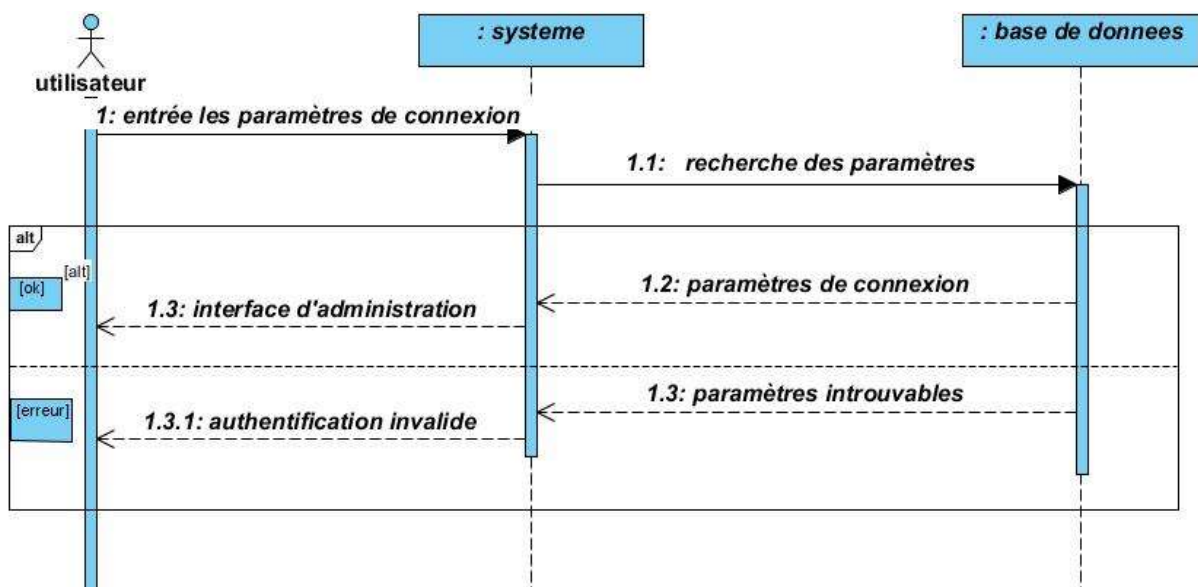 : systeme
: base de donnees
utilisateur
1: entrée les paramètres de connexion
1.1: recherche des paramètres
alt
[alt]
[ok]
1.2: paramètres de connexion
1.3: interface d'administration
[erreur]
1.3: paramètres introuvables
1.3.1: authentification invalide